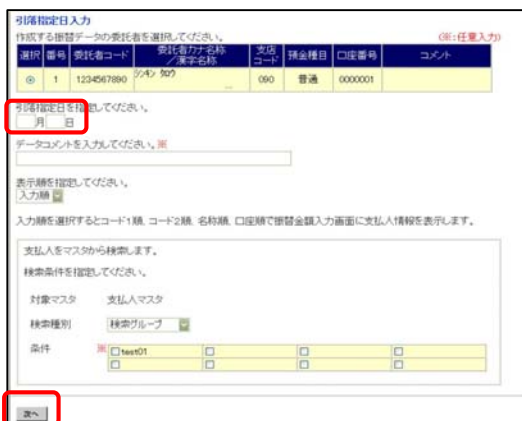 引落指定日入力
作成する振替データの委託者を選択してください。 (※:任意入力)
選択 番号 委託者コード 委託者カナ名称／漢字名称 支店コード 預金種目 口座番号 コメント
1 1234567890 シンキン タロウ ... 090 普通 0000001
引落指定日を指定してください。
月 日
データコメントを入力してください。※
表示順を指定してください。
入力順
入力順を選択するとコード1順、コード2順、名称順、口座順で振替金額入力画面に支払人情報を表示します。
支払人をマスタから検索します。
検索条件を指定してください。
対象マスタ 支払人マスタ
検索種別 検索グループ
条件 ※ test01
次へ